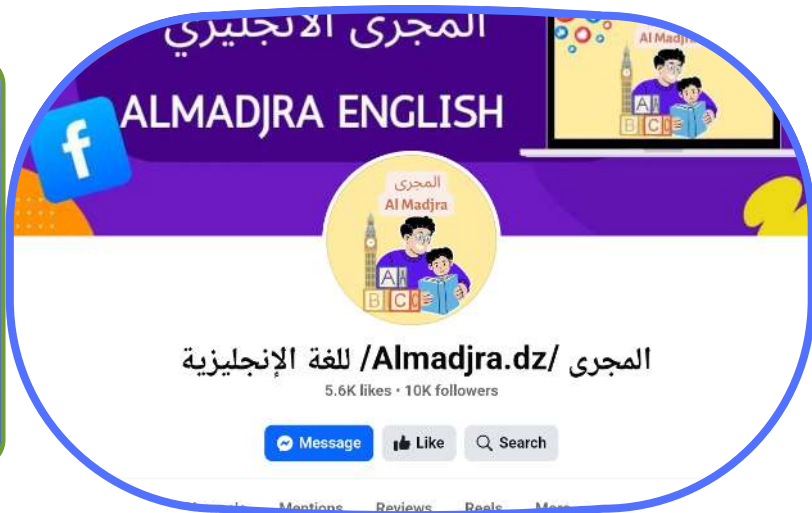 المجرى الانجليزي
ALMADJRA ENGLISH
f
Al Madjra
A
B C
المجرى
Al Madjra
A
B C
المجرى /Almadjra.dz/ للغة الإنجليزية
5.6K likes · 10K followers
Message Like Search
Mentions Reviews Reels More